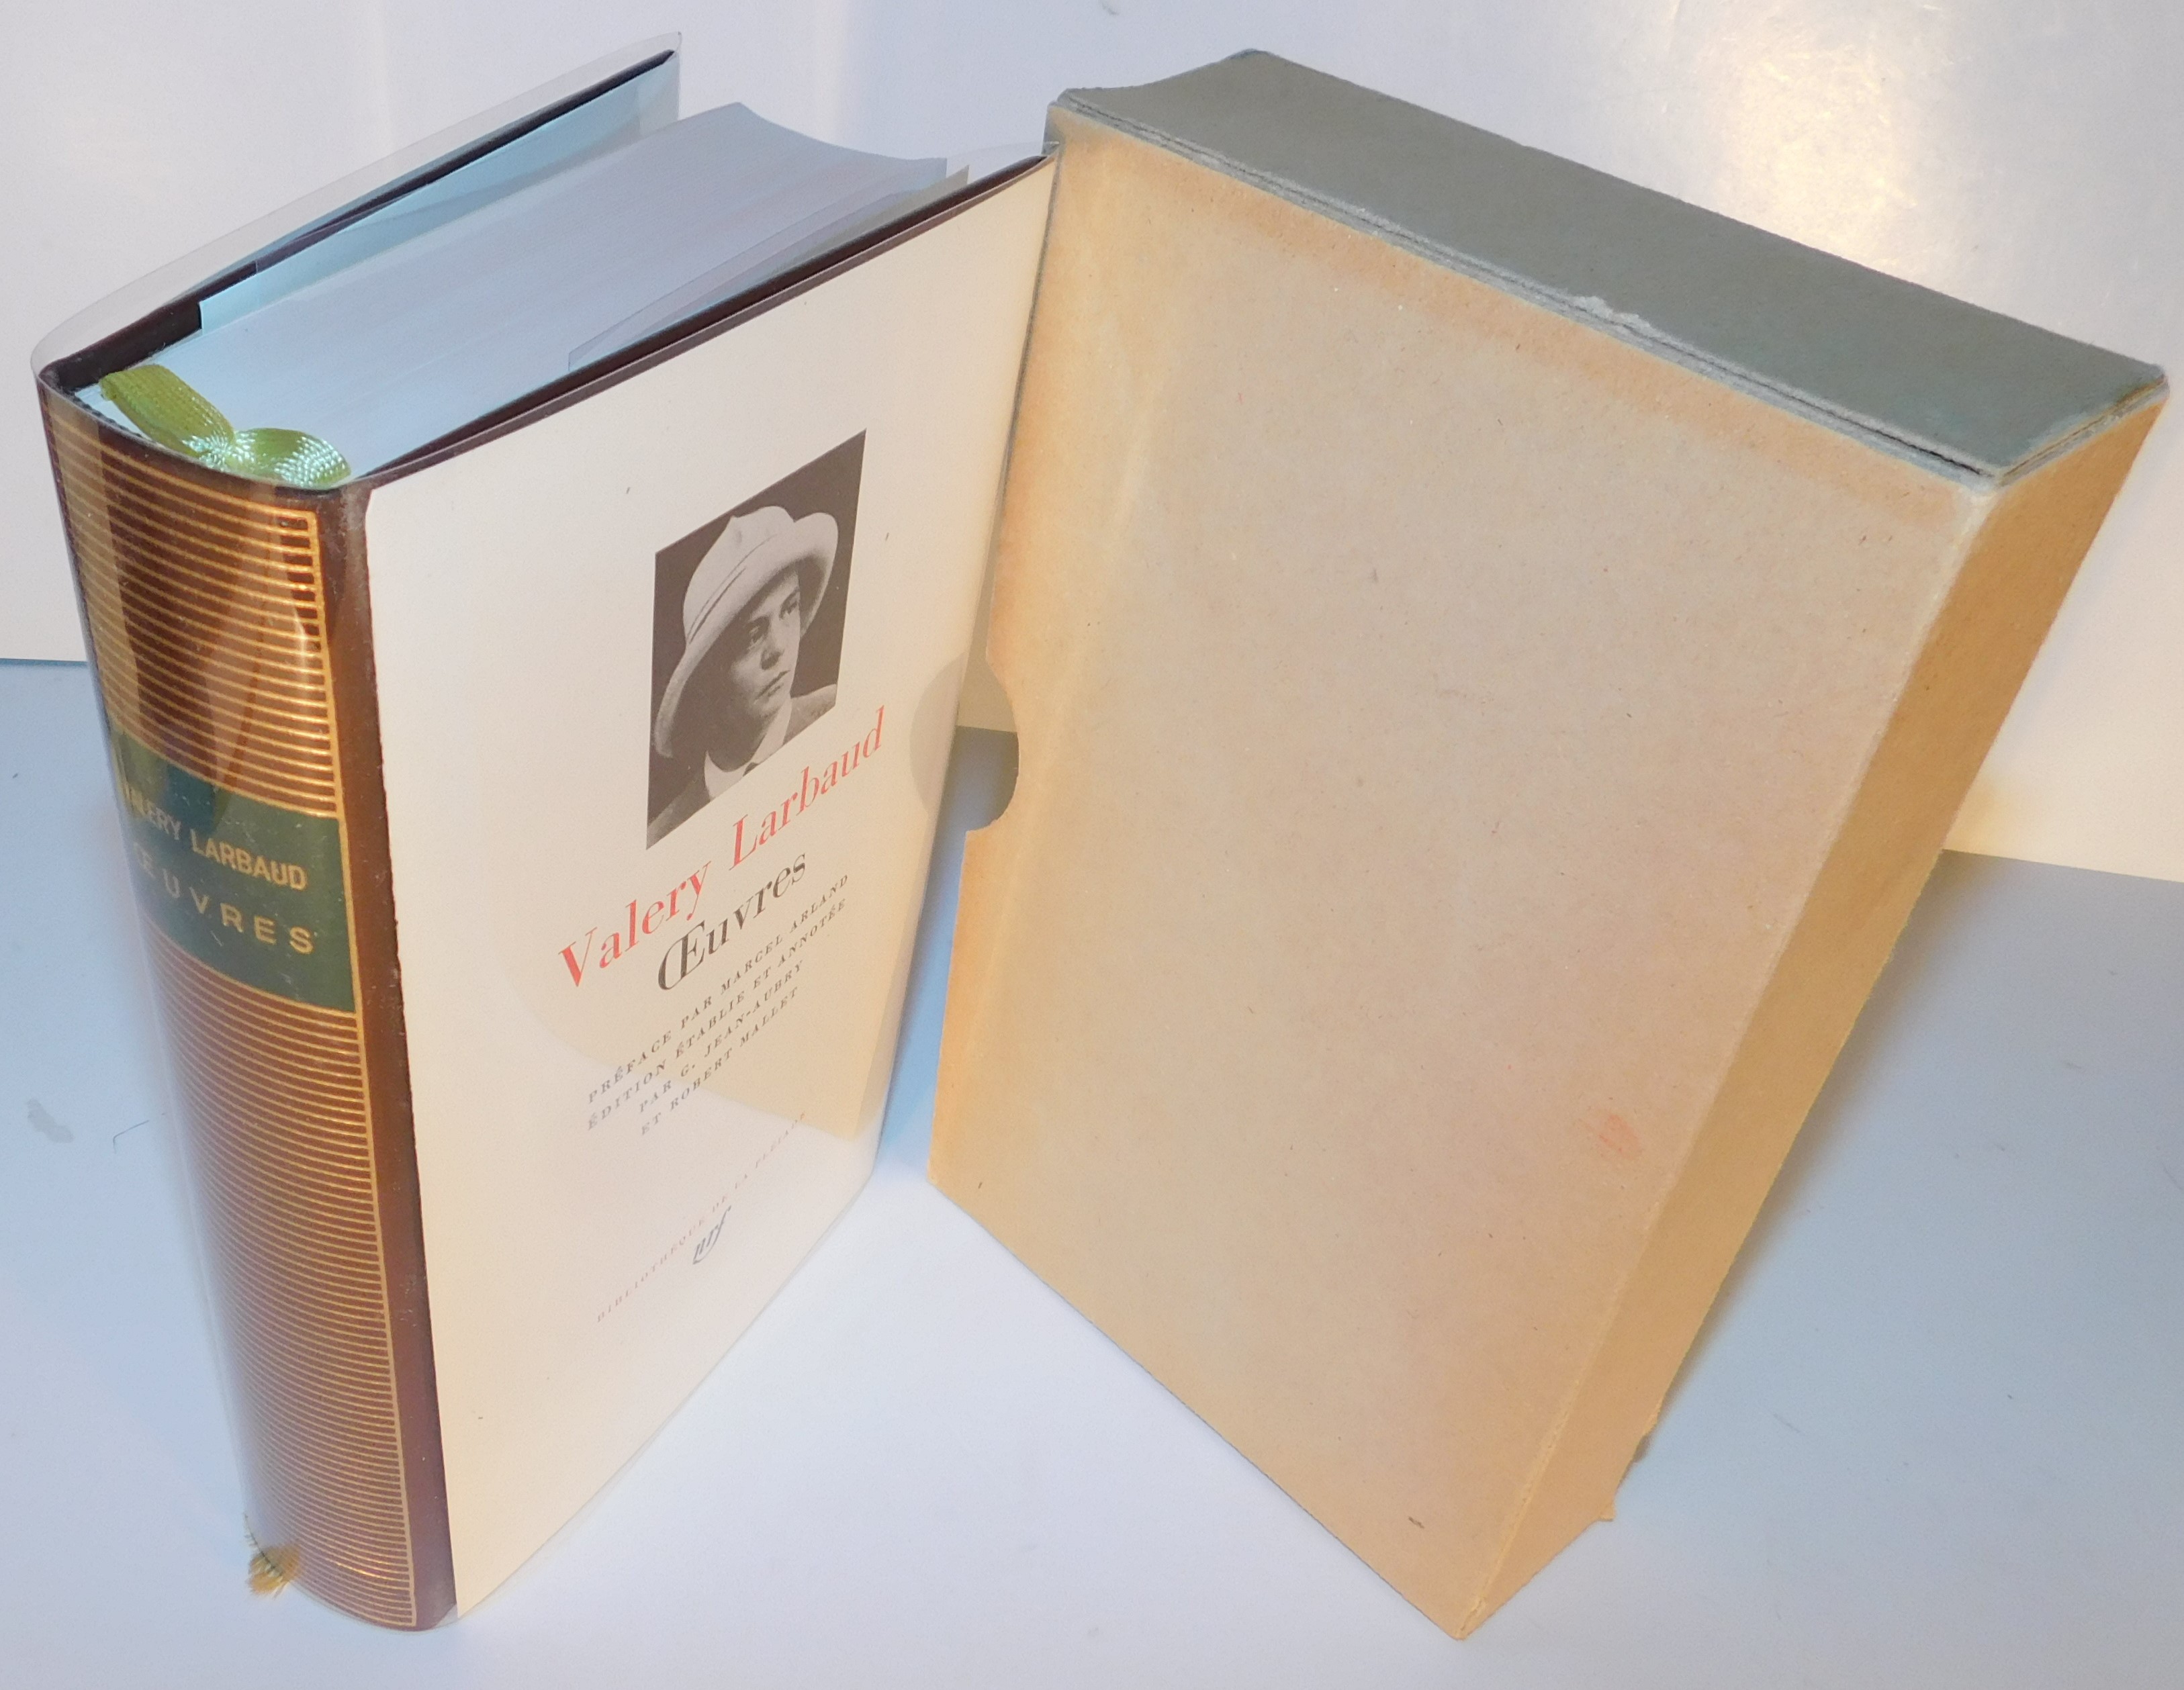 VALERY LARBAUD
ŒUVRES
Valery Larbaud
Œuvres
PRÉFACE PAR MARCEL ARLAND
ÉDITION ÉTABLIE ET ANNOTÉE
PAR G. JEAN-AUBRY
ET ROBERT MALLET
BIBLIOTHÈQUE DE LA PLÉIADE
nrf